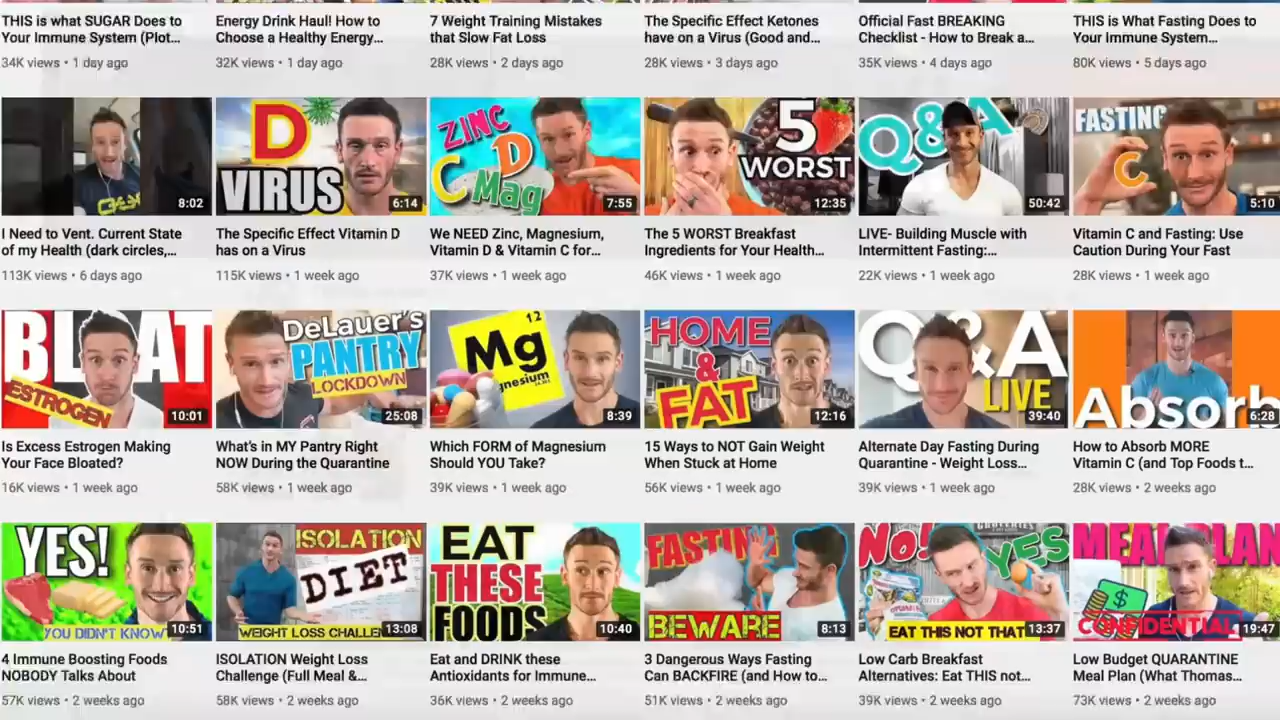 THIS is what SUGAR Does to
Your Immune System (Plot...
34K views • 1 day ago
Energy Drink Haul! How to
Choose a Healthy Energy...
32K views • 1 day ago
7 Weight Training Mistakes
that Slow Fat Loss
28K views • 2 days ago
The Specific Effect Ketones
have on a Virus (Good and...
28K views • 3 days ago
Official Fast BREAKING
Checklist - How to Break a...
35K views • 4 days ago
THIS is What Fasting Does to
Your Immune System...
80K views • 5 days ago
8:02
D
VIRUS
6:14
ZINC
C D
Mag
7:55
5
WORST
12:35
Q&A
50:42
FASTING
C
5:10
I Need to Vent. Current State
of my Health (dark circles,...
113K views • 6 days ago
The Specific Effect Vitamin D
has on a Virus
115K views • 1 week ago
We NEED Zinc, Magnesium,
Vitamin D & Vitamin C for...
37K views • 1 week ago
The 5 WORST Breakfast
Ingredients for Your Health...
46K views • 1 week ago
LIVE- Building Muscle with
Intermittent Fasting:...
22K views • 1 week ago
Vitamin C and Fasting: Use
Caution During Your Fast
28K views • 1 week ago
BLOAT
ESTROGEN
10:01
DeLauer's
PANTRY
LOCKDOWN
25:08
12
Mg
gnesium
8:39
HOME
&
FAT
12:16
Q&A
LIVE
39:40
Absorb
6:28
Is Excess Estrogen Making
Your Face Bloated?
16K views • 1 week ago
What's in MY Pantry Right
NOW During the Quarantine
58K views • 1 week ago
Which FORM of Magnesium
Should YOU Take?
39K views • 1 week ago
15 Ways to NOT Gain Weight
When Stuck at Home
56K views • 1 week ago
Alternate Day Fasting During
Quarantine - Weight Loss...
39K views • 1 week ago
How to Absorb MORE
Vitamin C (and Top Foods t...
28K views • 2 weeks ago
YES!
YOU DIDN'T KNOW
10:51
ISOLATION
DIET
WEIGHT LOSS CHALLEN
13:08
EAT
THESE
FOODS
10:40
FASTING
BEWARE
8:13
GROCERIES
NO! YES
EAT THIS NOT THAT
13:37
MEAL PLAN
$
CONFIDENTIAL
19:47
4 Immune Boosting Foods
NOBODY Talks About
57K views • 2 weeks ago
ISOLATION Weight Loss
Challenge (Full Meal &...
58K views • 2 weeks ago
Eat and DRINK these
Antioxidants for Immune...
36K views • 2 weeks ago
3 Dangerous Ways Fasting
Can BACKFIRE (and How to...
51K views • 2 weeks ago
Low Carb Breakfast
Alternatives: Eat THIS not...
39K views • 2 weeks ago
Low Budget QUARANTINE
Meal Plan (What Thomas...
73K views • 2 weeks ago